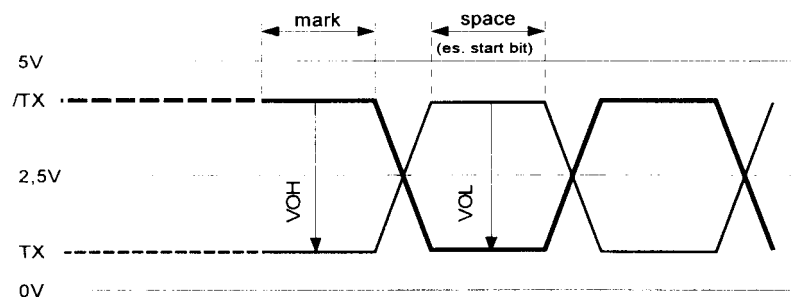 mark
space
(es. start bit)
5V
/TX
2,5V
VOH
VOL
TX
0V